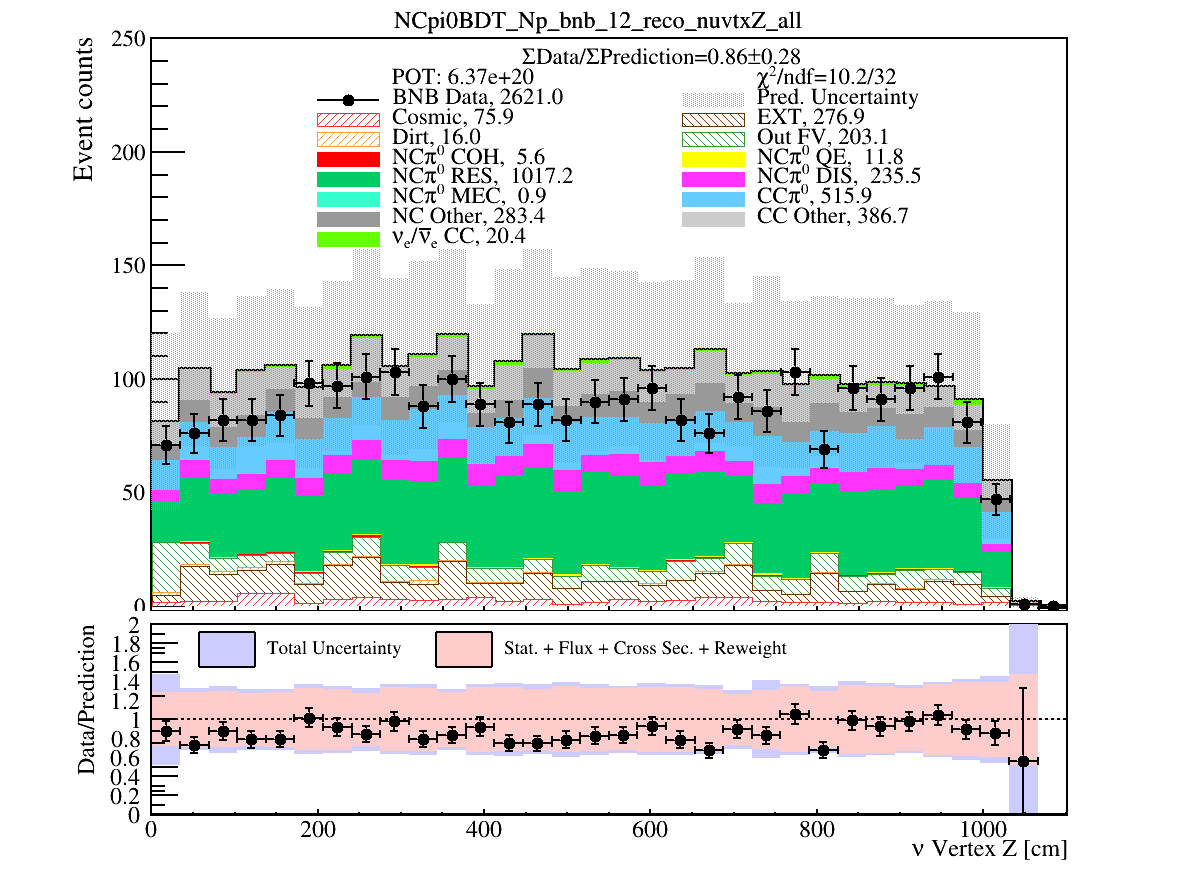 NCpi0BDT_Np_bnb_12_reco_nuvtxZ_all
ΣData/ΣPrediction=0.86±0.28
POT: 6.37e+20
χ²/ndf=10.2/32
BNB Data, 2621.0
Pred. Uncertainty
Cosmic, 75.9
EXT, 276.9
Dirt, 16.0
Out FV, 203.1
NCπ⁰ COH, 5.6
NCπ⁰ QE, 11.8
NCπ⁰ RES, 1017.2
NCπ⁰ DIS, 235.5
NCπ⁰ MEC, 0.9
CCπ⁰, 515.9
NC Other, 283.4
CC Other, 386.7
νₑ/ν̅ₑ CC, 20.4
Event counts
250
200
150
100
50
0
Total Uncertainty
Stat. + Flux + Cross Sec. + Reweight
Data/Prediction
2
1.8
1.6
1.4
1.2
1
0.8
0.6
0.4
0.2
0
0 200 400 600 800 1000
ν Vertex Z [cm]